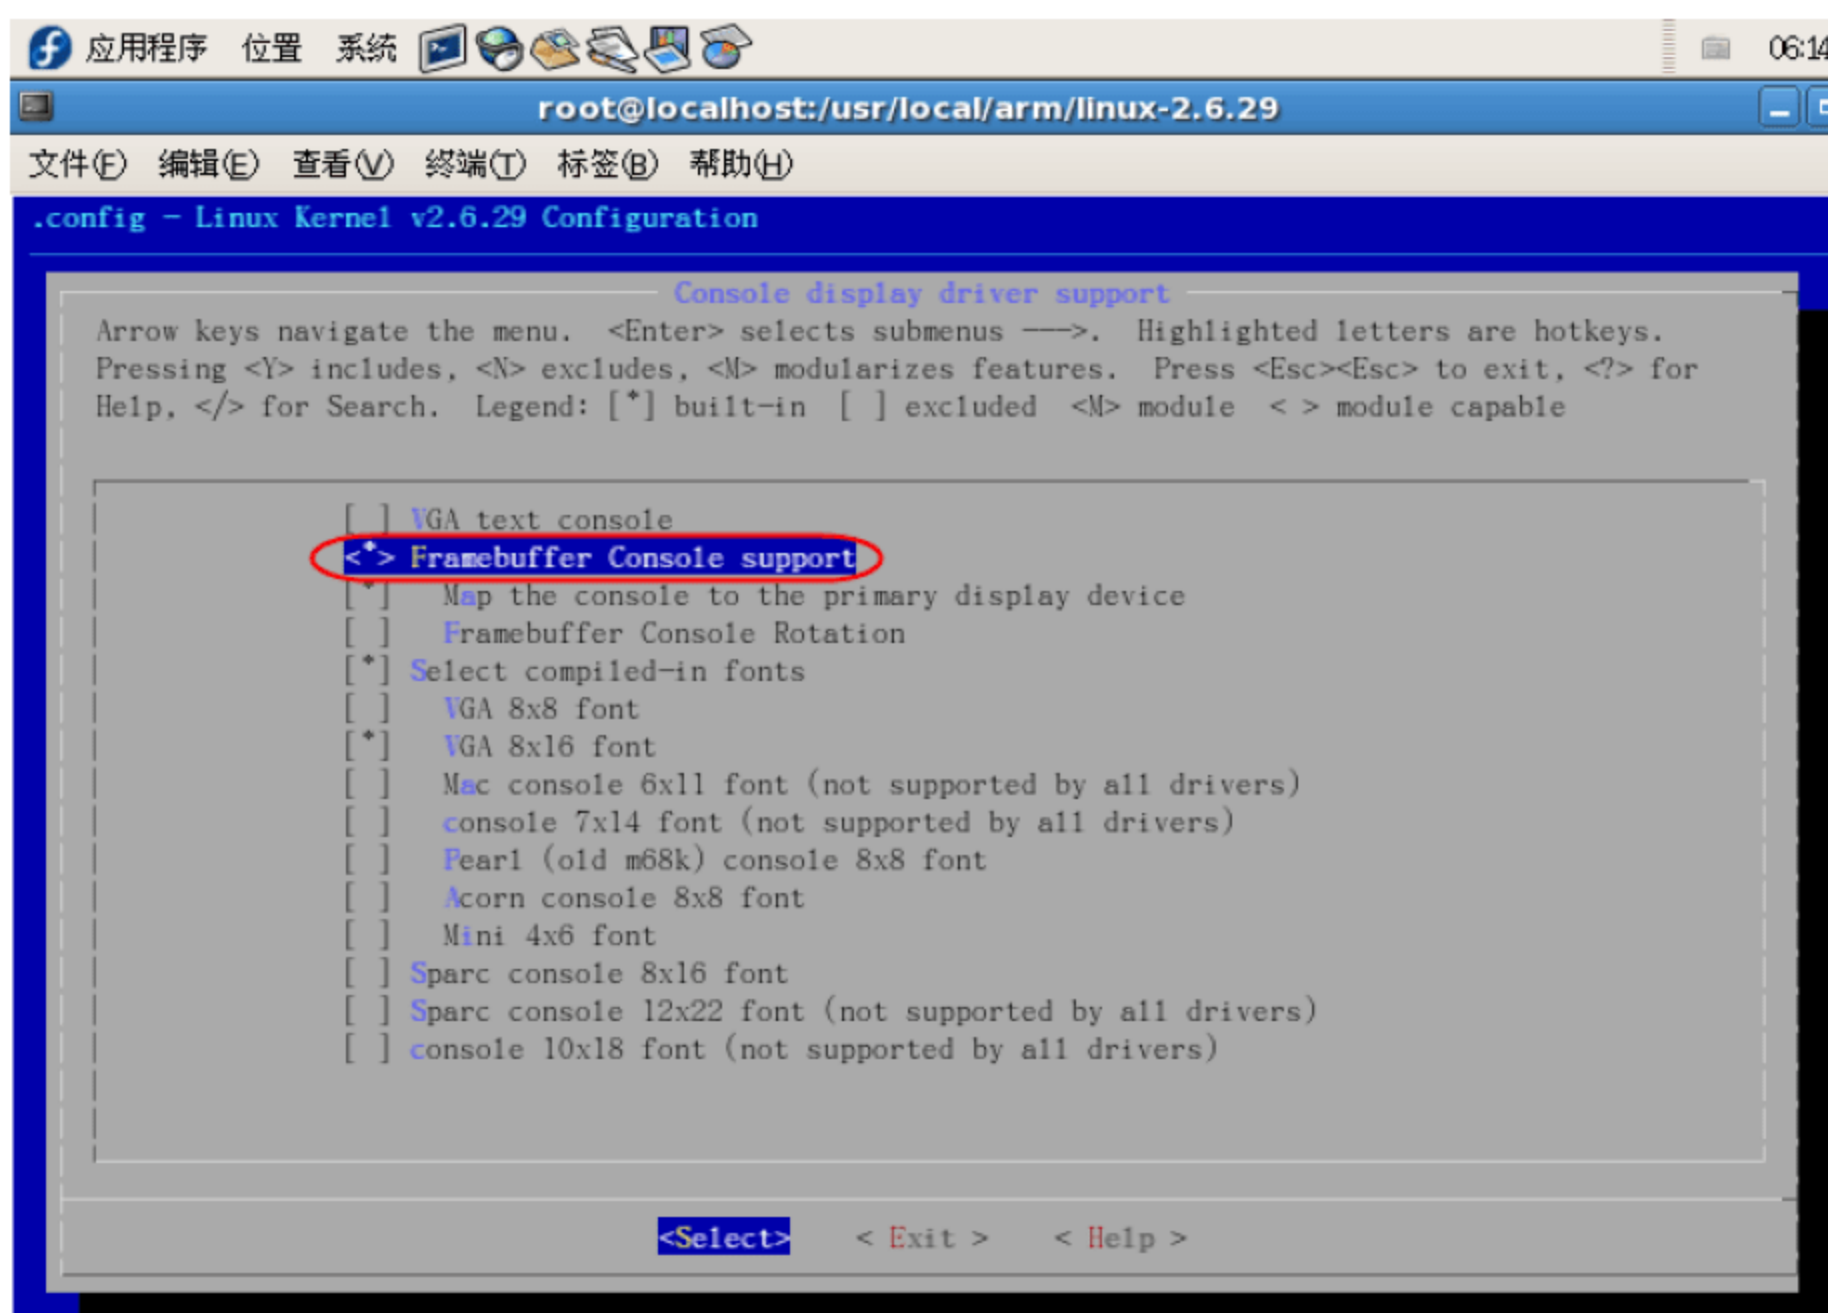 应用程序 位置 系统 06:14
root@localhost:/usr/local/arm/linux-2.6.29
文件(F) 编辑(E) 查看(V) 终端(T) 标签(B) 帮助(H)
.config - Linux Kernel v2.6.29 Configuration
Console display driver support
Arrow keys navigate the menu. <Enter> selects submenus --->. Highlighted letters are hotkeys.
Pressing <Y> includes, <N> excludes, <M> modularizes features. Press <Esc><Esc> to exit, <?> for
Help, </> for Search. Legend: [*] built-in [ ] excluded <M> module < > module capable
[ ] VGA text console
<*> Framebuffer Console support
[*] Map the console to the primary display device
[ ] Framebuffer Console Rotation
[*] Select compiled-in fonts
[ ] VGA 8x8 font
[*] VGA 8x16 font
[ ] Mac console 6x11 font (not supported by all drivers)
[ ] console 7x14 font (not supported by all drivers)
[ ] Pearl (old m68k) console 8x8 font
[ ] Acorn console 8x8 font
[ ] Mini 4x6 font
[ ] Sparc console 8x16 font
[ ] Sparc console 12x22 font (not supported by all drivers)
[ ] console 10x18 font (not supported by all drivers)
<Select> < Exit > < Help >